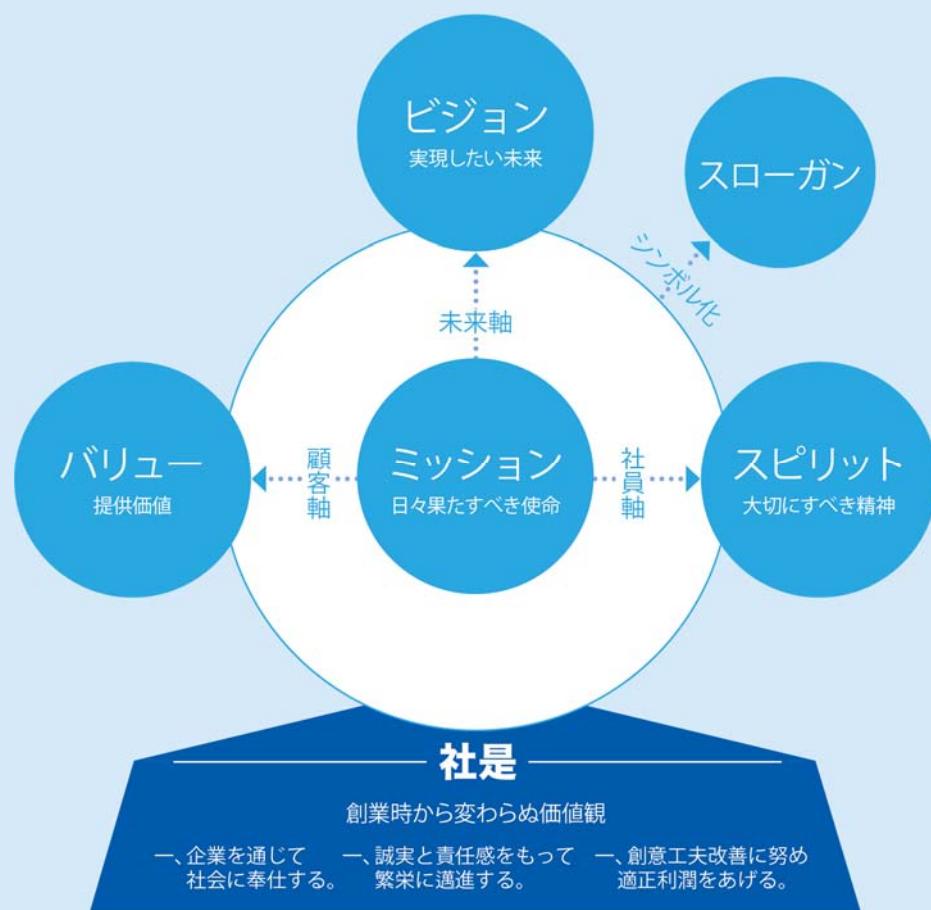 ビジョン
実現したい未来
スローガン
シンボル化
未来軸
バリュー
提供価値
顧客軸
ミッション
日々果たすべき使命
社員軸
スピリット
大切にすべき精神
社是
創業時から変わらぬ価値観
一、企業を通じて
社会に奉仕する。
一、誠実と責任感をもって
繁栄に邁進する。
一、創意工夫改善に努め
適正利潤をあげる。